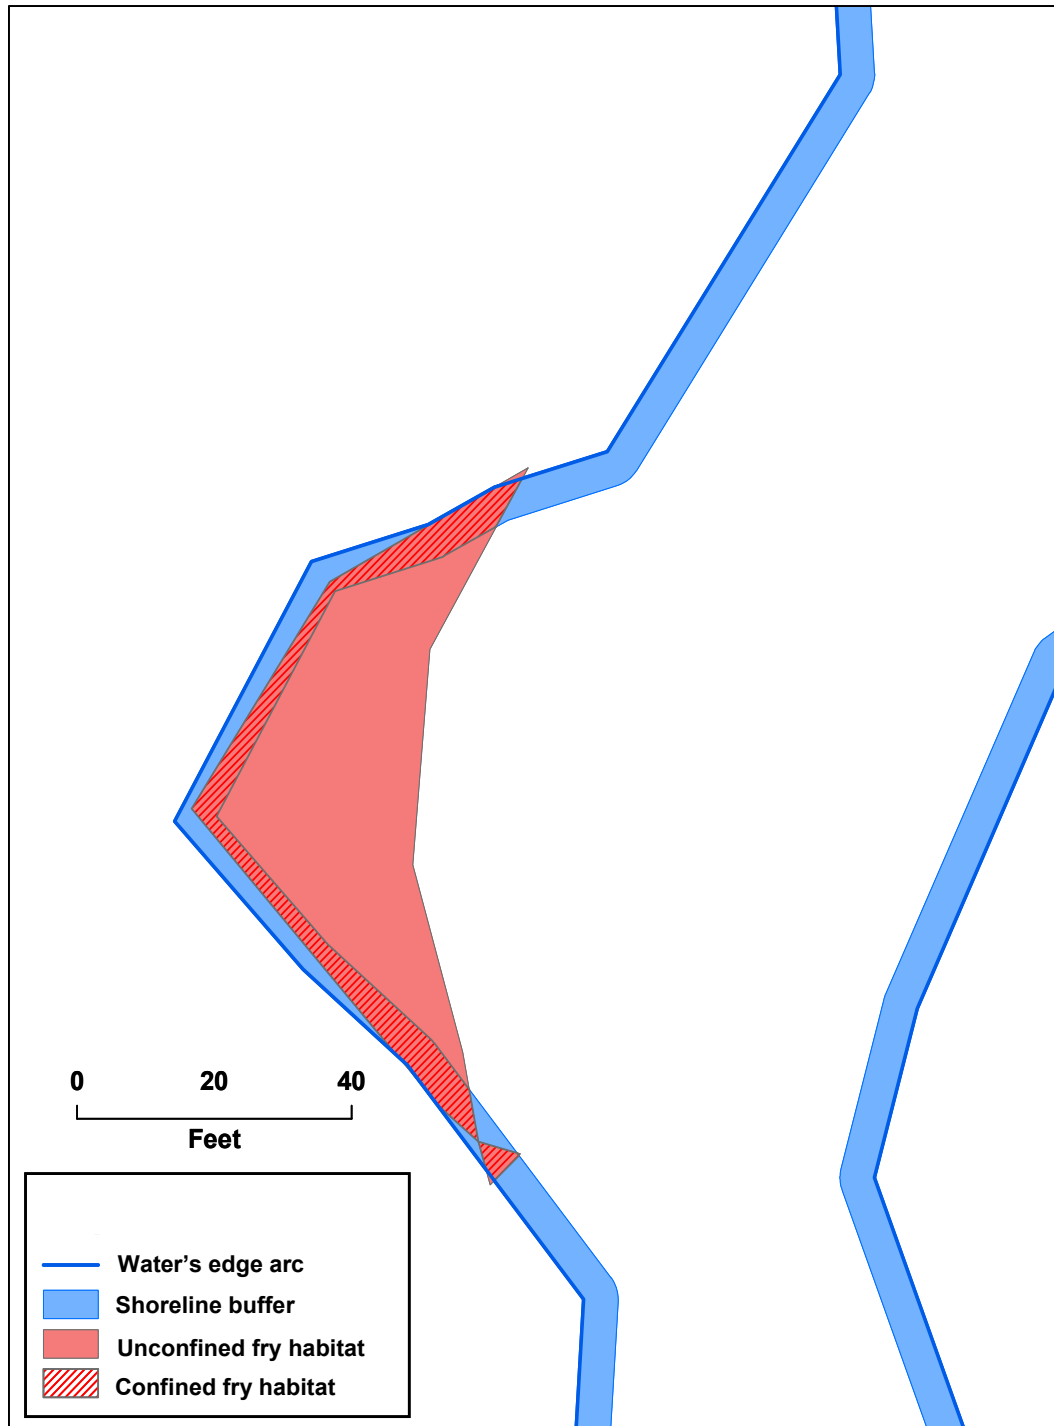 0 20 40
Feet
Water’s edge arc
Shoreline buffer
Unconfined fry habitat
Confined fry habitat